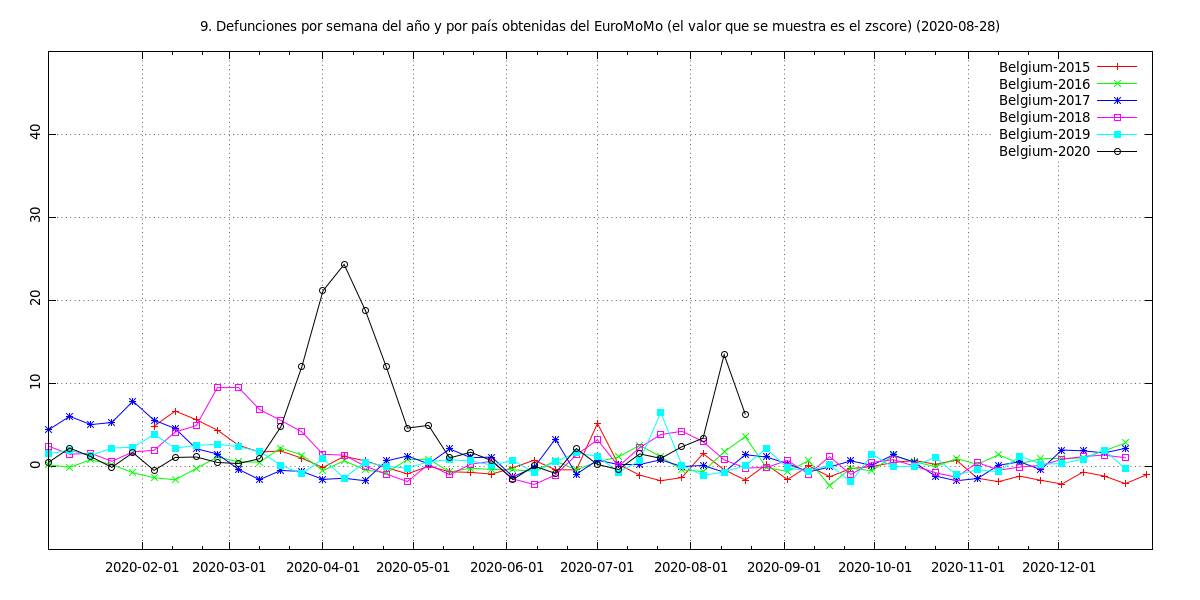 9. Defunciones por semana del año y por país obtenidas del EuroMoMo (el valor que se muestra es el zscore) (2020-08-28)
Belgium-2015
Belgium-2016
Belgium-2017
Belgium-2018
Belgium-2019
Belgium-2020
40
30
20
10
0
2020-02-01 2020-03-01 2020-04-01 2020-05-01 2020-06-01 2020-07-01 2020-08-01 2020-09-01 2020-10-01 2020-11-01 2020-12-01